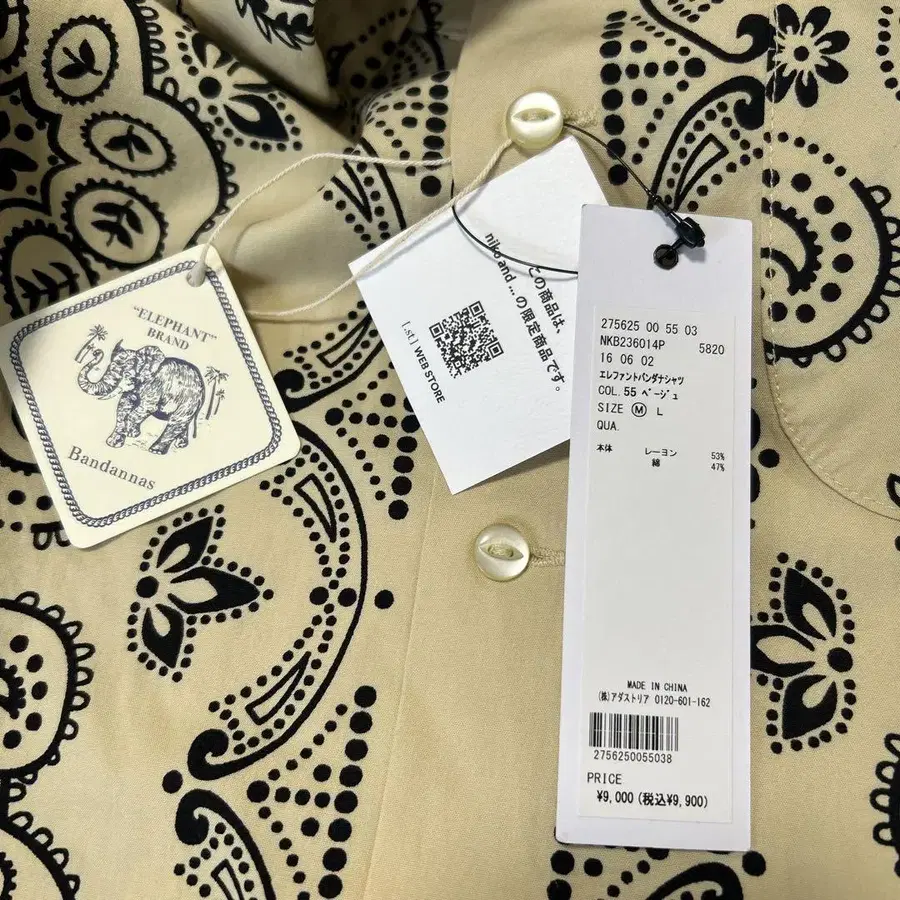 "ELEPHANT"
BRAND
Bandannas
この商品は、
niko and ... の限定商品です。
[.st] WEB STORE
275625 00 55 03
NKB236014P 5820
16 06 02
エレファントバンダナシャツ
COL. 55 ベージュ
SIZE Ⓜ L
QUA.
本体 レーヨン 53%
綿 47%
MADE IN CHINA
(株)アダストリア 0120-601-162
2756250055038
PRICE
¥9,000 (税込¥9,900)